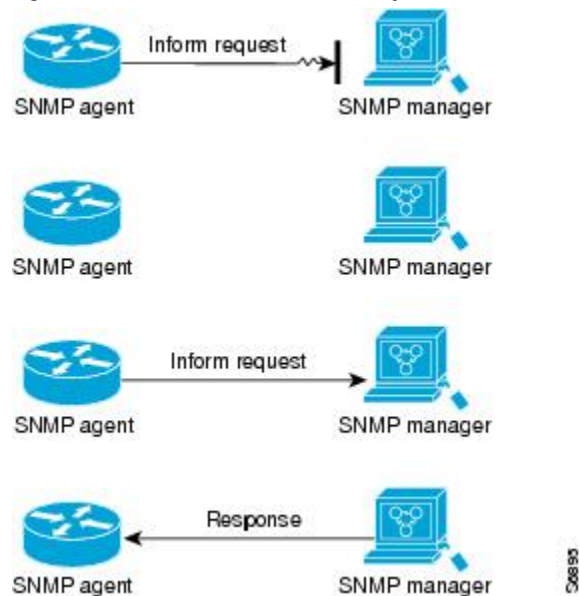 Inform request
SNMP agent SNMP manager
SNMP agent SNMP manager
Inform request
SNMP agent SNMP manager
Response
SNMP agent SNMP manager